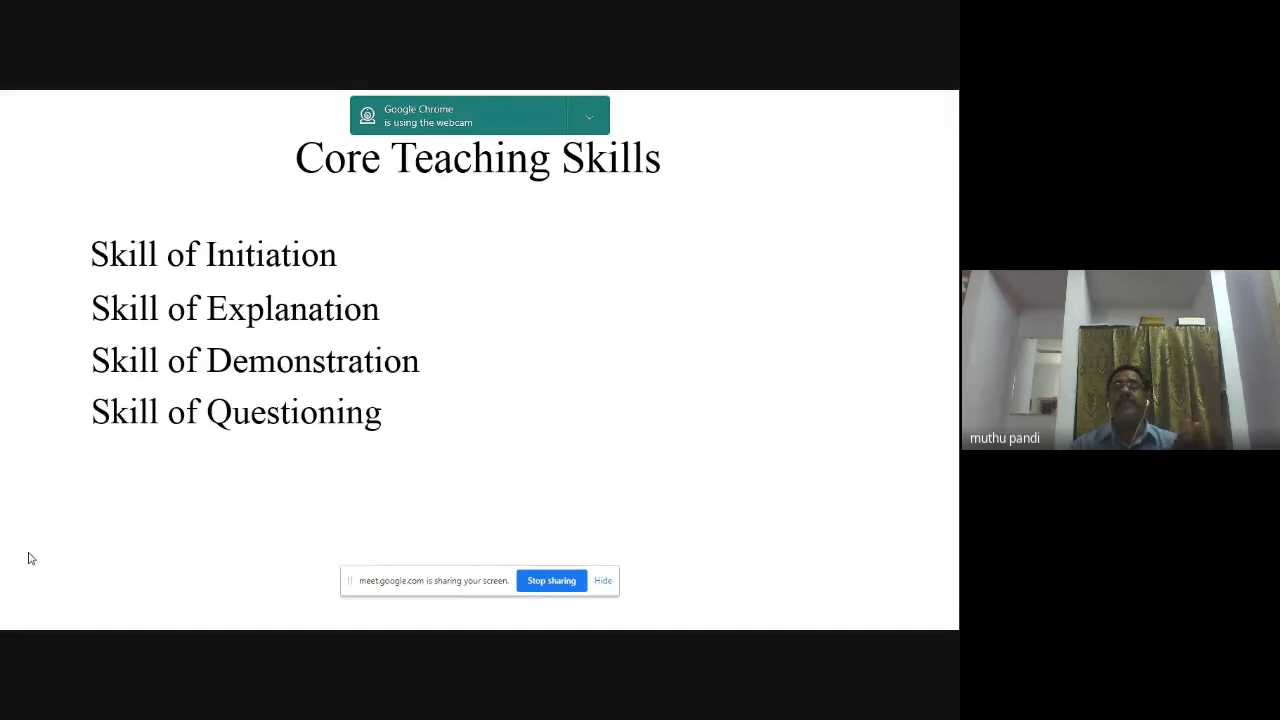 Google Chrome
is using the webcam
Core Teaching Skills
Skill of Initiation
Skill of Explanation
Skill of Demonstration
Skill of Questioning
muthu pandi
meet.google.com is sharing your screen. Stop sharing Hide